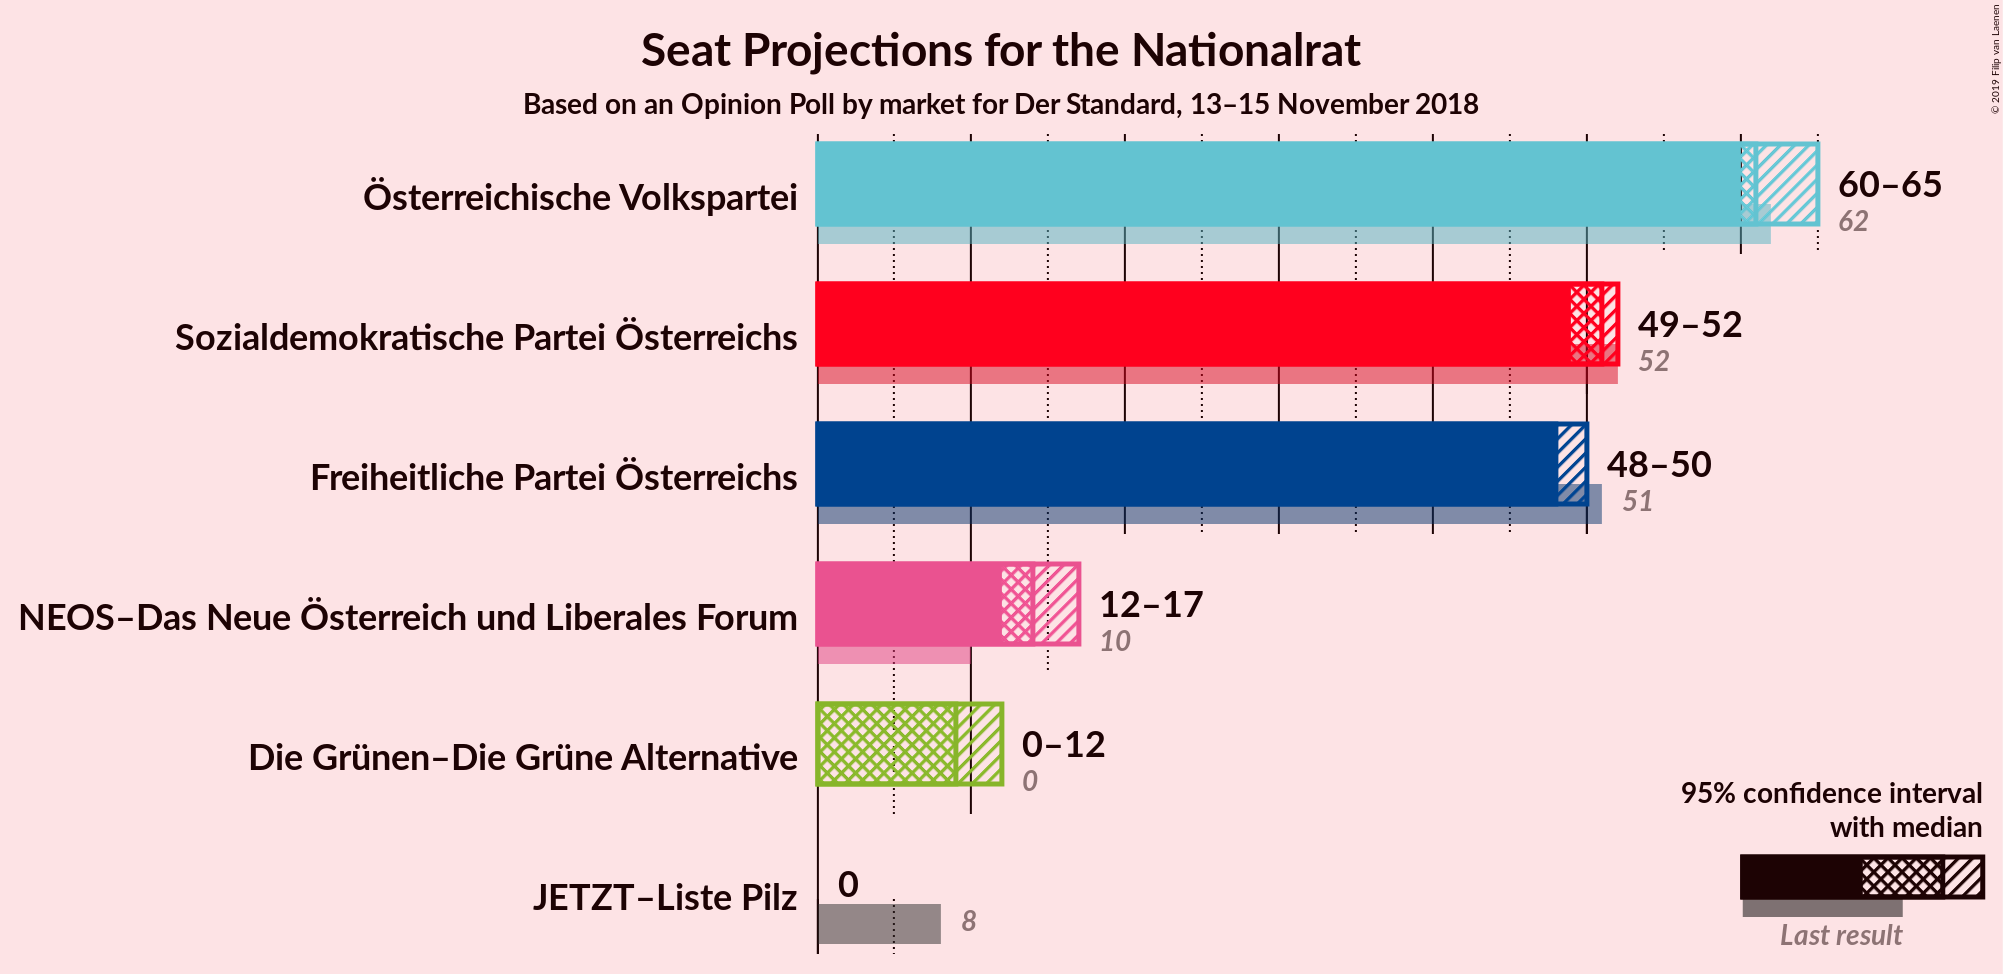 Seat Projections for the Nationalrat
Based on an Opinion Poll by market for Der Standard, 13–15 November 2018
© 2019 Filip van Laenen
Österreichische Volkspartei
60–65
62
Sozialdemokratische Partei Österreichs
49–52
52
Freiheitliche Partei Österreichs
48–50
51
NEOS–Das Neue Österreich und Liberales Forum
12–17
10
Die Grünen–Die Grüne Alternative
0–12
0
JETZT–Liste Pilz
0
8
95% confidence interval
with median
Last result